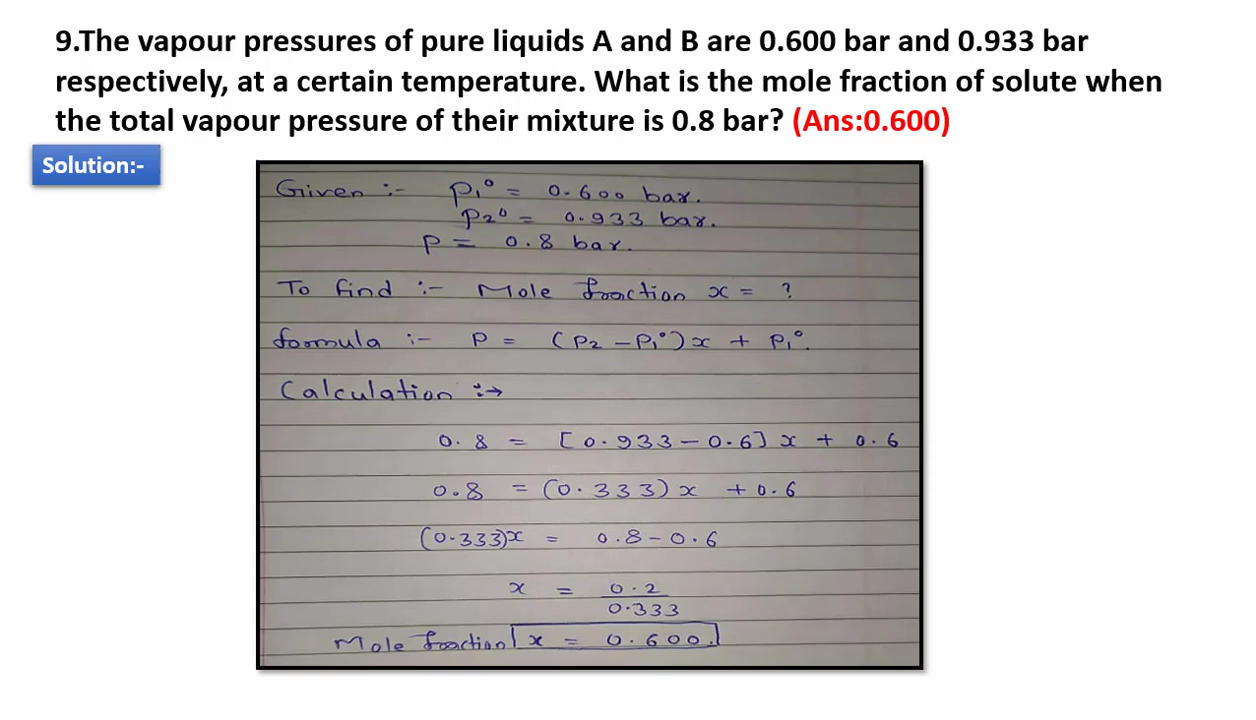 9.The vapour pressures of pure liquids A and B are 0.600 bar and 0.933 bar
respectively, at a certain temperature. What is the mole fraction of solute when
the total vapour pressure of their mixture is 0.8 bar? (Ans:0.600)
Solution:-
Given :- P₁⁰ = 0.600 bar.
P₂⁰ = 0.933 bar.
P = 0.8 bar.
To find :- Mole fraction x = ?
formula :- P = (P₂ - P₁⁰) x + P₁⁰.
Calculation :→
0.8 = [0.933 - 0.6] x + 0.6
0.8 = (0.333) x + 0.6
(0.333)x = 0.8 - 0.6
x = 0.2
0.333
Mole fraction x = 0.600.